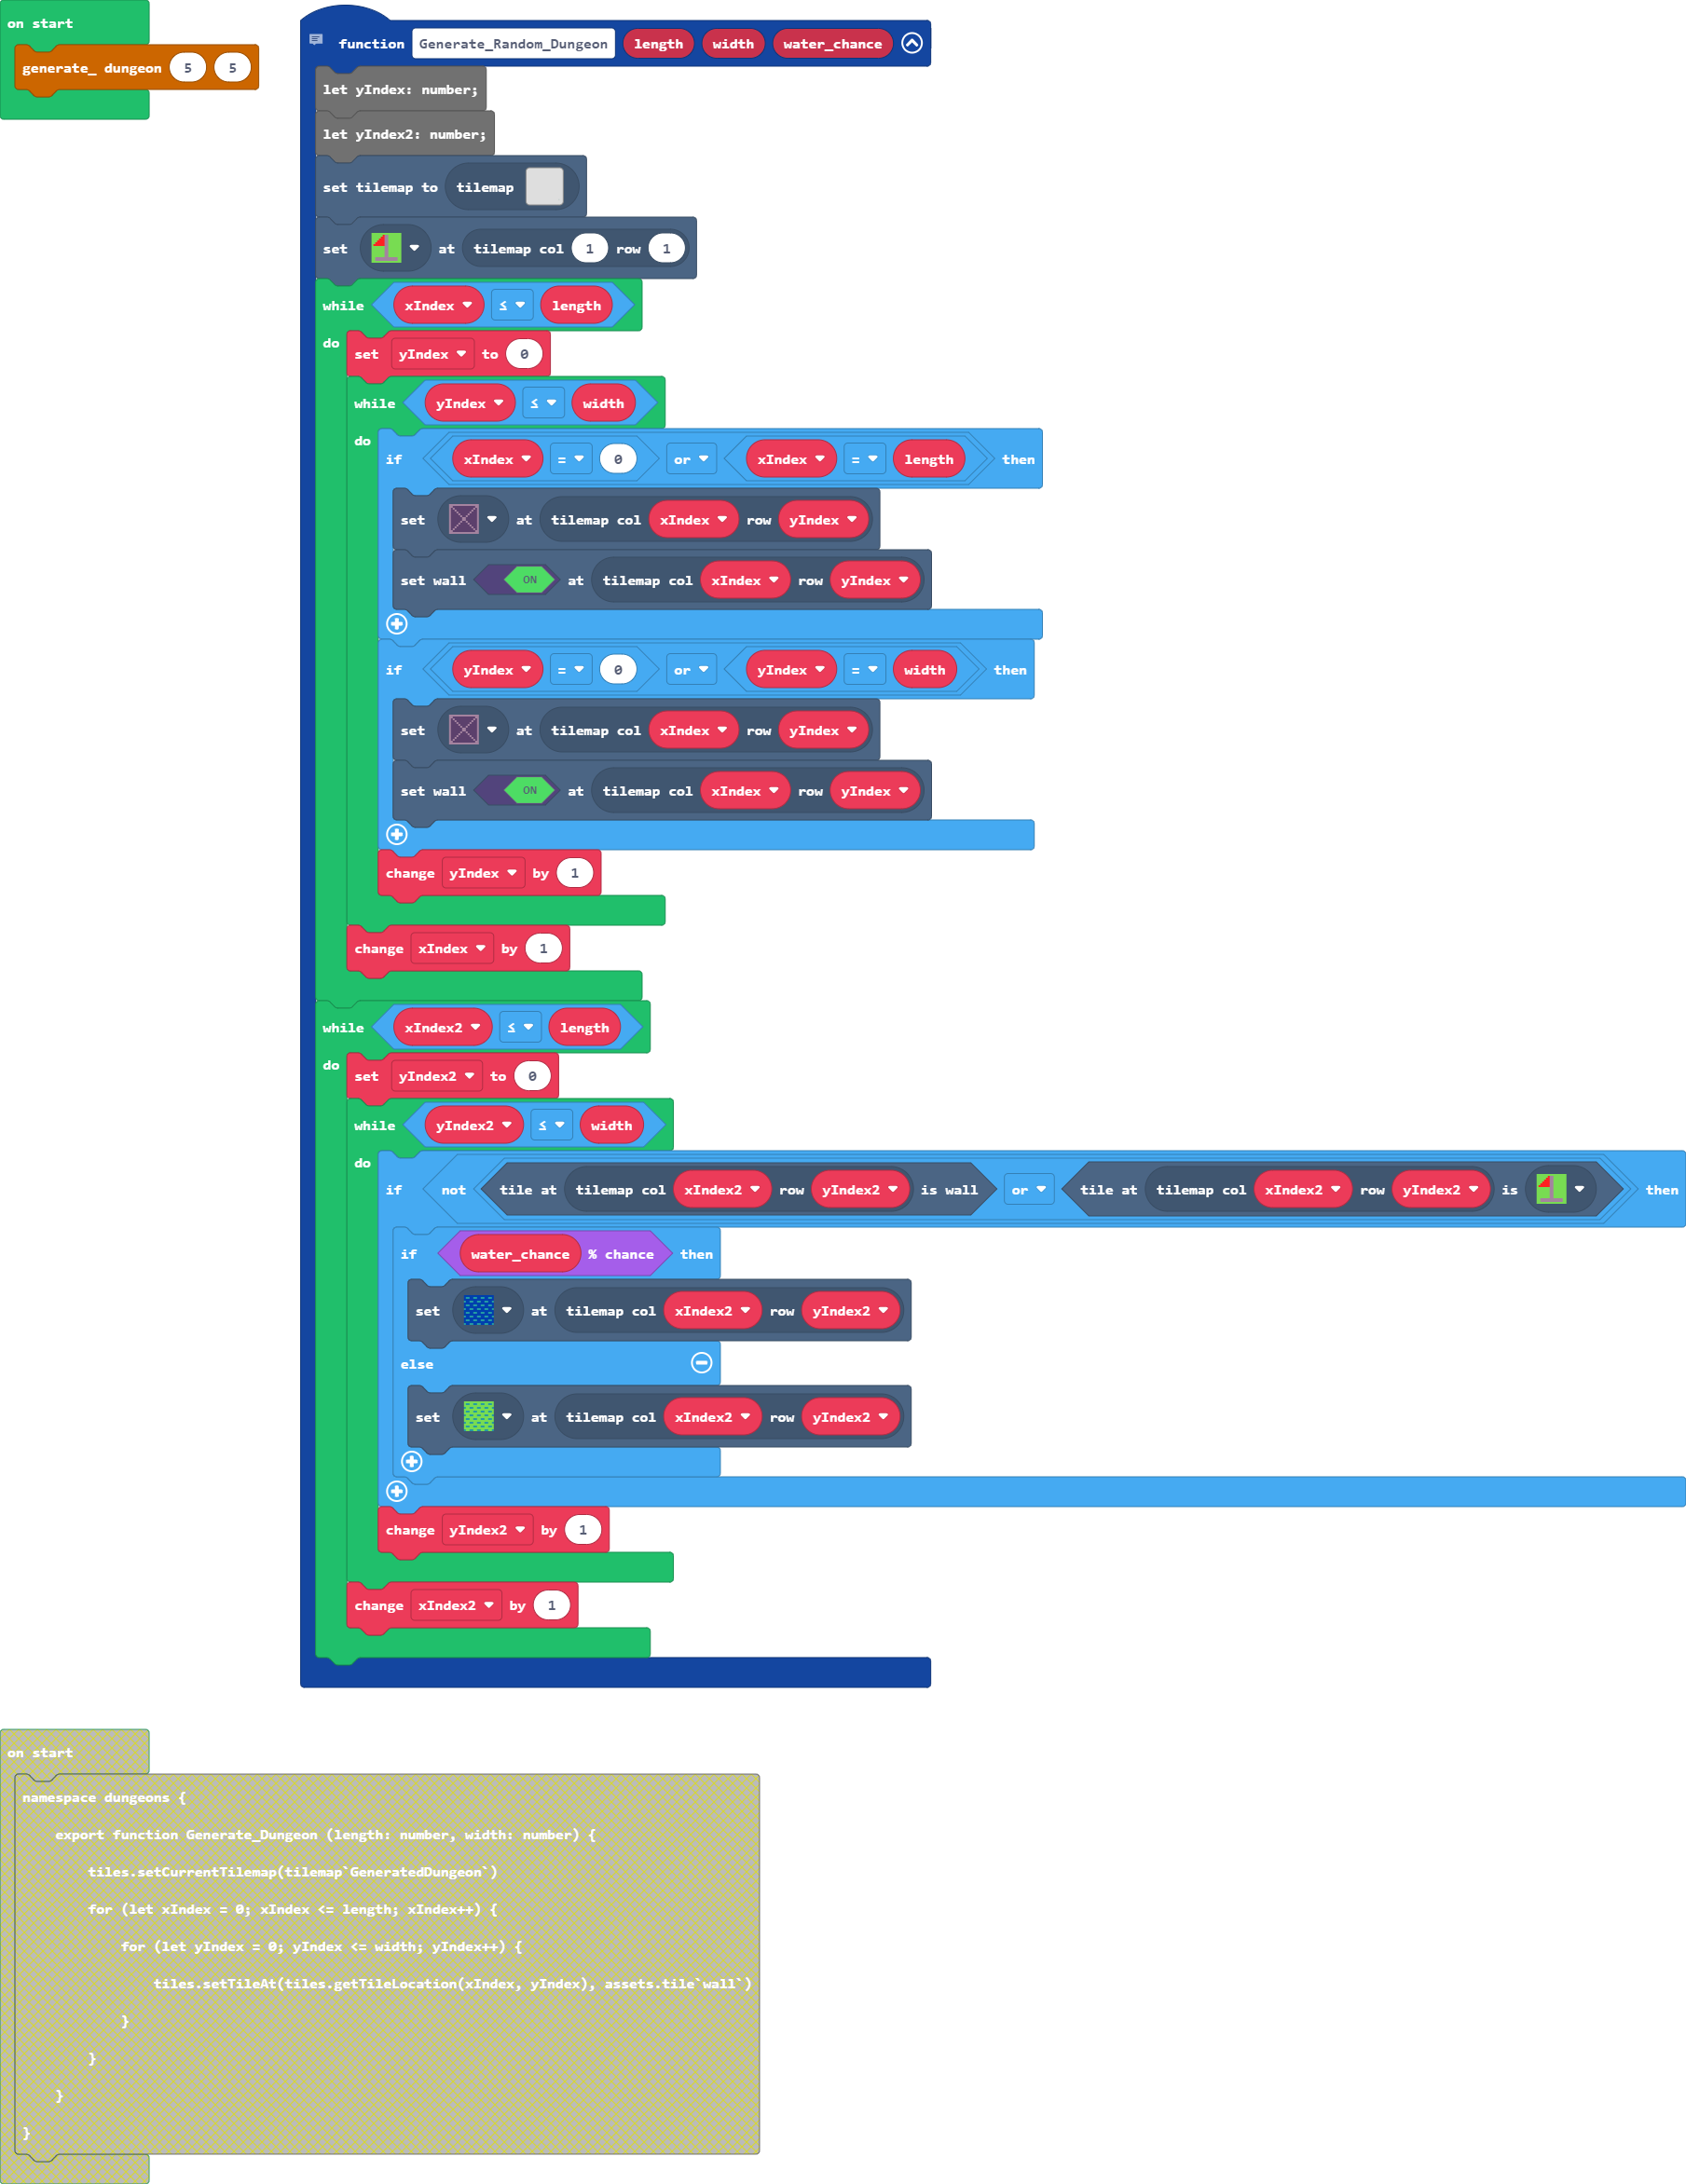 on start
generate_ dungeon 5 5
function Generate_Random_Dungeon length width water_chance
let yIndex: number;
let yIndex2: number;
set tilemap to tilemap
set at tilemap col 1 row 1
while xIndex ≤ length
do set yIndex to 0
while yIndex ≤ width
do if xIndex = 0 or xIndex = length then
set at tilemap col xIndex row yIndex
set wall ON at tilemap col xIndex row yIndex
if yIndex = 0 or yIndex = width then
set at tilemap col xIndex row yIndex
set wall ON at tilemap col xIndex row yIndex
change yIndex by 1
change xIndex by 1
while xIndex2 ≤ length
do set yIndex2 to 0
while yIndex2 ≤ width
do if not tile at tilemap col xIndex2 row yIndex2 is wall or tile at tilemap col xIndex2 row yIndex2 is then
if water_chance % chance then
set at tilemap col xIndex2 row yIndex2
else
set at tilemap col xIndex2 row yIndex2
change yIndex2 by 1
change xIndex2 by 1
on start
namespace dungeons {
export function Generate_Dungeon (length: number, width: number) {
tiles.setCurrentTilemap(tilemap`GeneratedDungeon`)
for (let xIndex = 0; xIndex <= length; xIndex++) {
for (let yIndex = 0; yIndex <= width; yIndex++) {
tiles.setTileAt(tiles.getTileLocation(xIndex, yIndex), assets.tile`wall`)
}
}
}
}